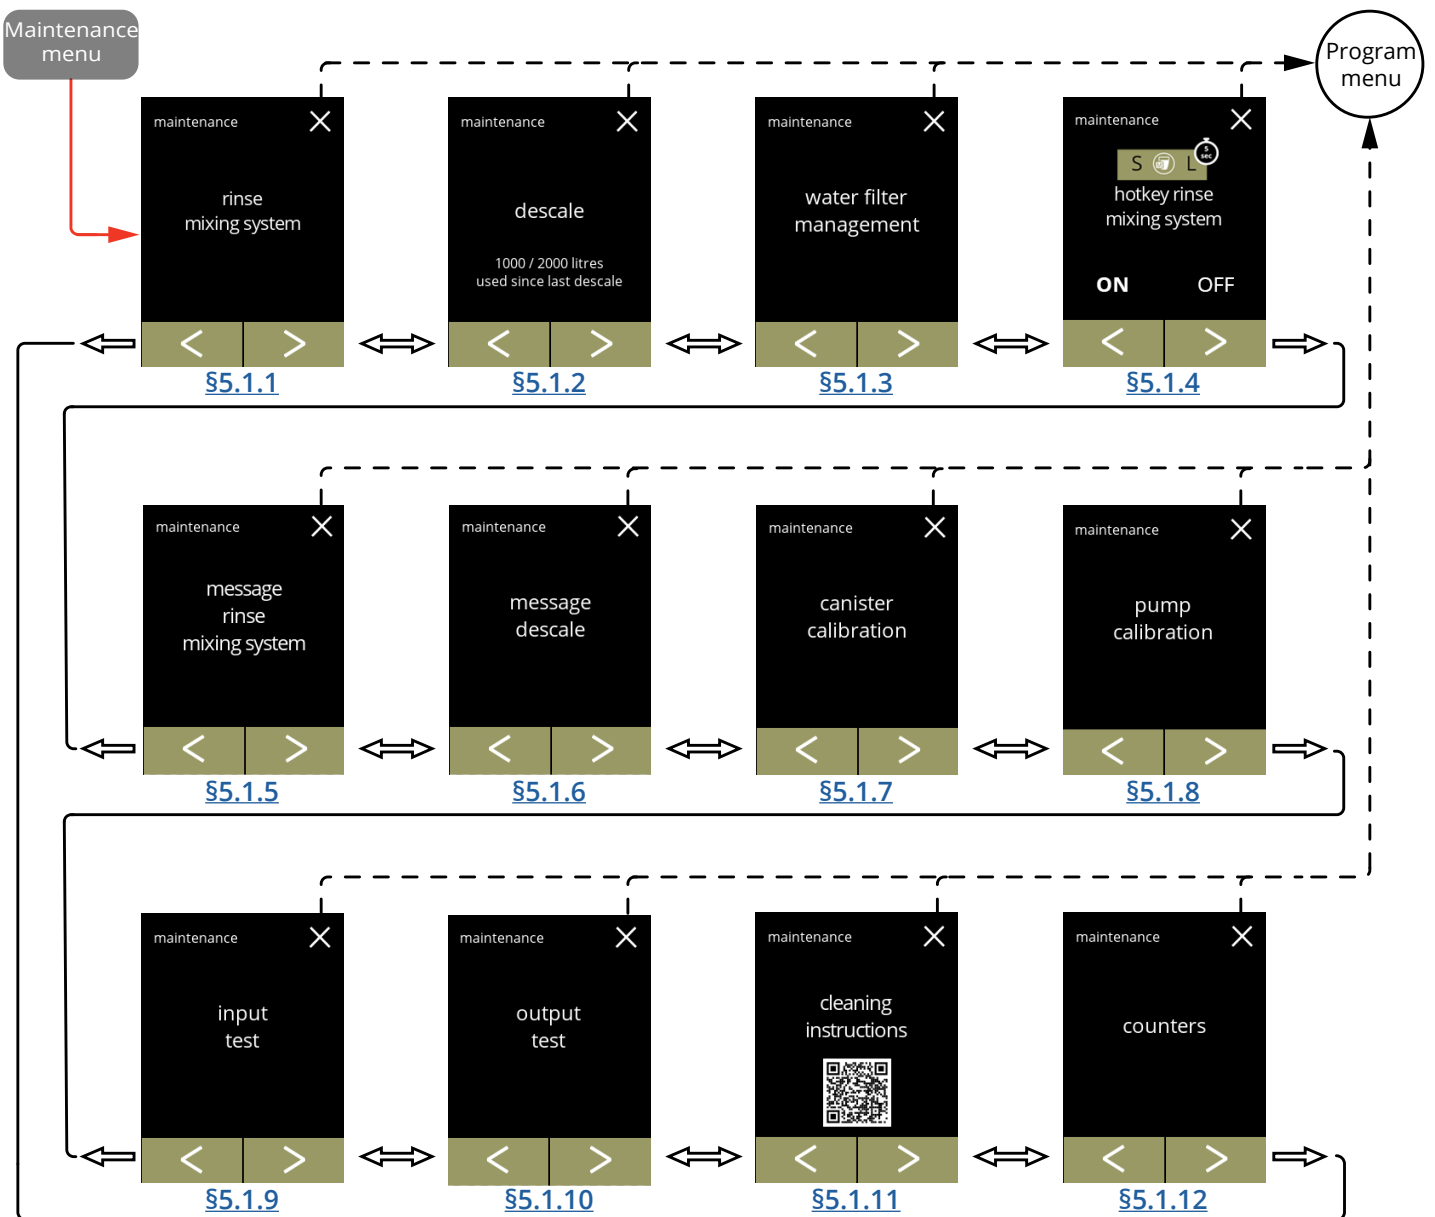 Maintenance
menu
Program
menu
maintenance
rinse
mixing system
§5.1.1
maintenance
descale
1000 / 2000 litres
used since last descale
§5.1.2
maintenance
water filter
management
§5.1.3
maintenance
5
sec
S L
hotkey rinse
mixing system
ON OFF
§5.1.4
maintenance
message
rinse
mixing system
§5.1.5
maintenance
message
descale
§5.1.6
maintenance
canister
calibration
§5.1.7
maintenance
pump
calibration
§5.1.8
maintenance
input
test
§5.1.9
maintenance
output
test
§5.1.10
maintenance
cleaning
instructions
§5.1.11
maintenance
counters
§5.1.12